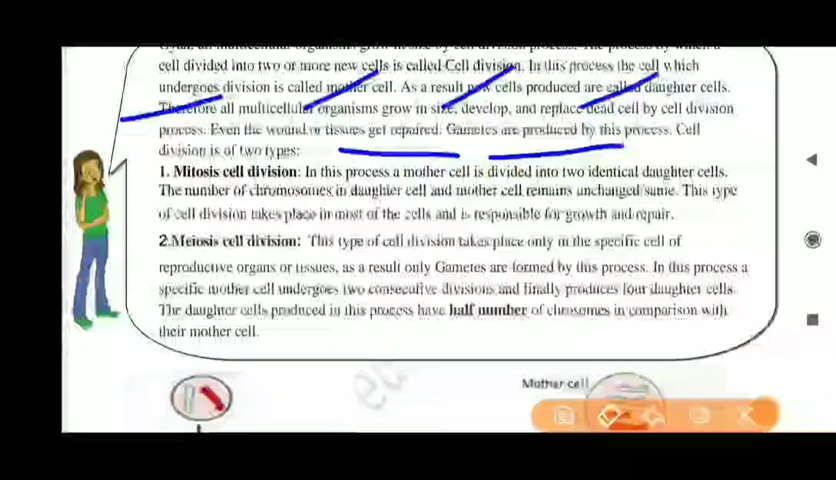 cell divided into two or more new cells is called Cell division. In this process the cell which
undergoes division is called mother cell. As a result new cells produced are called daughter cells.
Therefore all multicellular organisms grow in size, develop, and replace dead cell by cell division
process. Even the wound or tissues get repaired. Gametes are produced by this process. Cell
division is of two types:
1. Mitosis cell division: In this process a mother cell is divided into two identical daughter cells.
The number of chromosomes in daughter cell and mother cell remains unchanged/same. This type
of cell division takes place in most of the cells and is responsible for growth and repair.
2.Meiosis cell division: This type of cell division takes place only in the specific cell of
reproductive organs or tissues, as a result only Gametes are formed by this process. In this process a
specific mother cell undergoes two consecutive divisions and finally produces four daughter cells.
The daughter cells produced in this process have half number of chrosomes in comparison with
their mother cell.
Mother cell